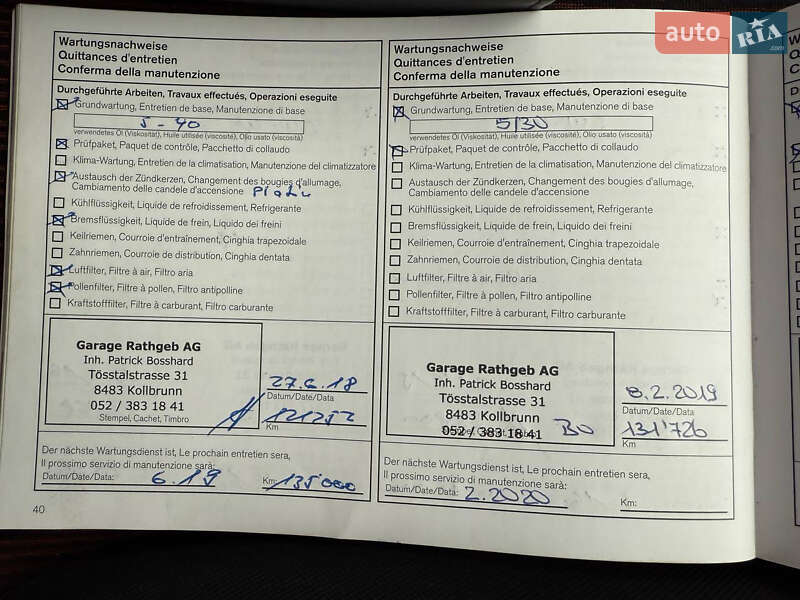 auto RIA .com
Wartungsnachweise
Quittances d'entretien
Conferma della manutenzione
Durchgeführte Arbeiten, Travaux effectués, Operazioni eseguite
Grundwartung, Entretien de base, Manutenzione di base
5-40
verwendetes Öl (Viskosität), Huile utilisée (viscosité), Olio usato (viscosità)
Prüfpaket, Paquet de contrôle, Pacchetto di collaudo
Klima-Wartung, Entretien de la climatisation, Manutenzione del climatizzatore
Austausch der Zündkerzen, Changement des bougies d'allumage,
Cambiamento delle candele d'accensione
Kühlflüssigkeit, Liquide de refroidissement, Refrigerante
Bremsflüssigkeit, Liquide de frein, Liquido dei freini
Keilriemen, Courroie d'entraînement, Cinghia trapezoidale
Zahnriemen, Courroie de distribution, Cinghia dentata
Luftfilter, Filtre à air, Filtro aria
Pollenfilter, Filtre à pollen, Filtro antipolline
Kraftstofffilter, Filtre à carburant, Filtro carburante
Garage Rathgeb AG
Inh. Patrick Bosshard
Tösstalstrasse 31
8483 Kollbrunn
052 / 383 18 41
Stempel, Cachet, Timbro
27.6.18
Datum/Date/Data
121252
Km
Der nächste Wartungsdienst ist, Le prochain entretien sera,
Il prossimo servizio di manutenzione sarà:
Datum/Date/Data: 6.19 Km: 135000
40
Wartungsnachweise
Quittances d'entretien
Conferma della manutenzione
Durchgeführte Arbeiten, Travaux effectués, Operazioni eseguite
Grundwartung, Entretien de base, Manutenzione di base
5/30
verwendetes Öl (Viskosität), Huile utilisée (viscosité), Olio usato (viscosità)
Prüfpaket, Paquet de contrôle, Pacchetto di collaudo
Klima-Wartung, Entretien de la climatisation, Manutenzione del climatizzatore
Austausch der Zündkerzen, Changement des bougies d'allumage,
Cambiamento delle candele d'accensione
Kühlflüssigkeit, Liquide de refroidissement, Refrigerante
Bremsflüssigkeit, Liquide de frein, Liquido dei freini
Keilriemen, Courroie d'entraînement, Cinghia trapezoidale
Zahnriemen, Courroie de distribution, Cinghia dentata
Luftfilter, Filtre à air, Filtro aria
Pollenfilter, Filtre à pollen, Filtro antipolline
Kraftstofffilter, Filtre à carburant, Filtro carburante
Garage Rathgeb AG
Inh. Patrick Bosshard
Tösstalstrasse 31
8483 Kollbrunn
052 / 383 18 41
BO
8.2.2019
Datum/Date/Data
131'726
Km
Der nächste Wartungsdienst ist, Le prochain entretien sera,
Il prossimo servizio di manutenzione sarà:
Datum/Date/Data: 2.2020 Km: